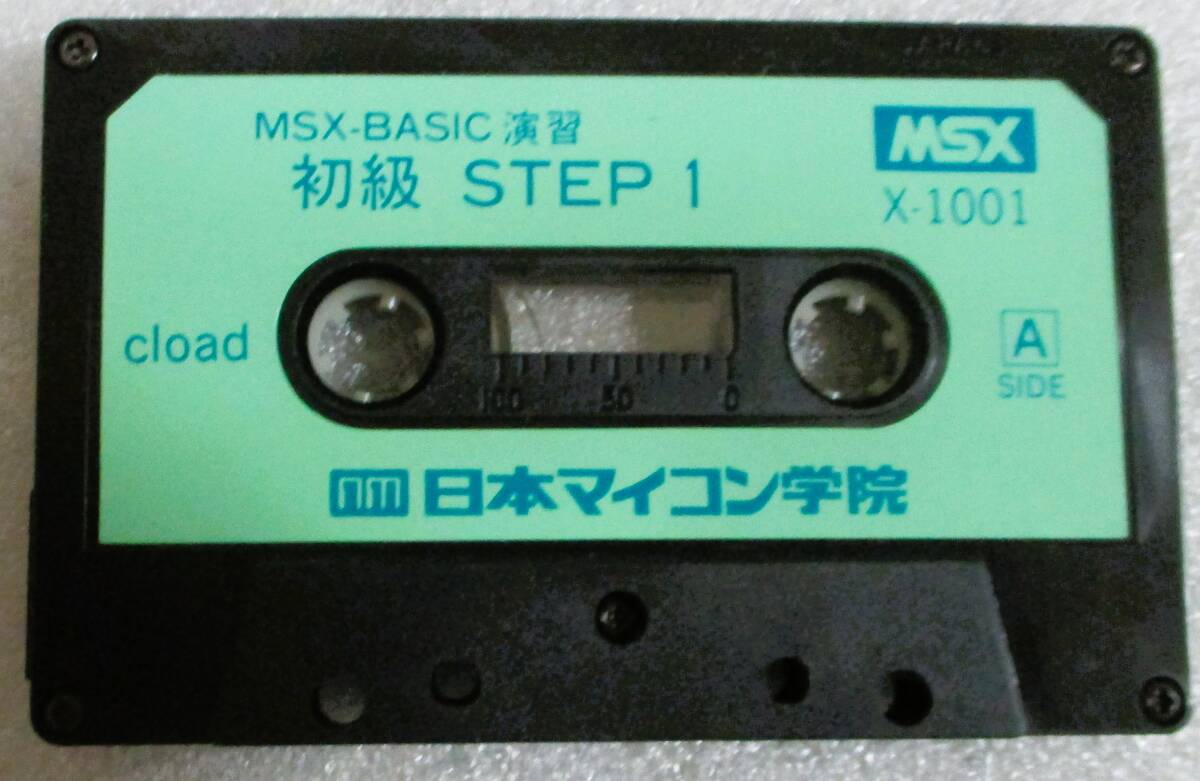 MSX-BASIC 演習
初級 STEP 1
MSX
X-1001
cload
A
SIDE
100 50 0
日本マイコン学院